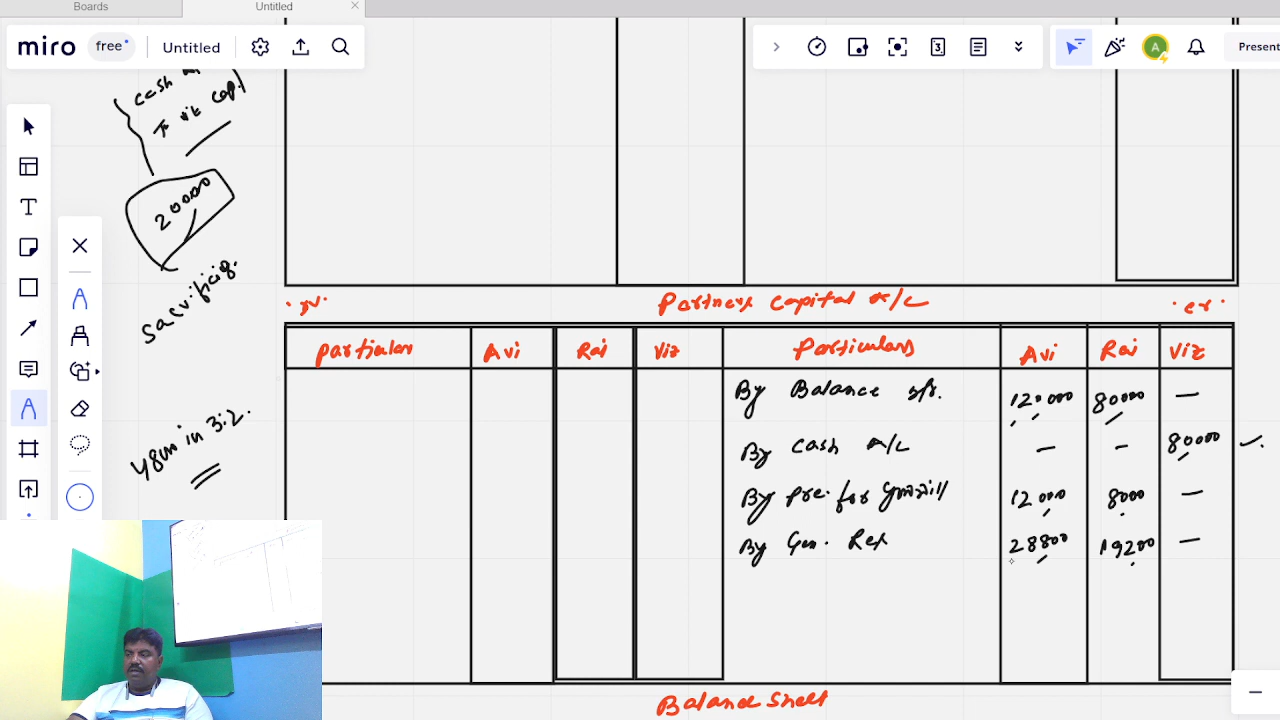 Boards
Untitled
miro free Untitled
Present
cash
To viz cap.
20000
sacrificing.
in 3:2.
Partners capital A/c
cr
Particulars Avi Rai Viz Particulars Avi Rai Viz
By Balance b/f. 120000 80000 —
By cash A/c — — 80000
By pre. for Goodwill 12000 8000 —
By Gen. Res 28800 19200 —
Balance Sheet